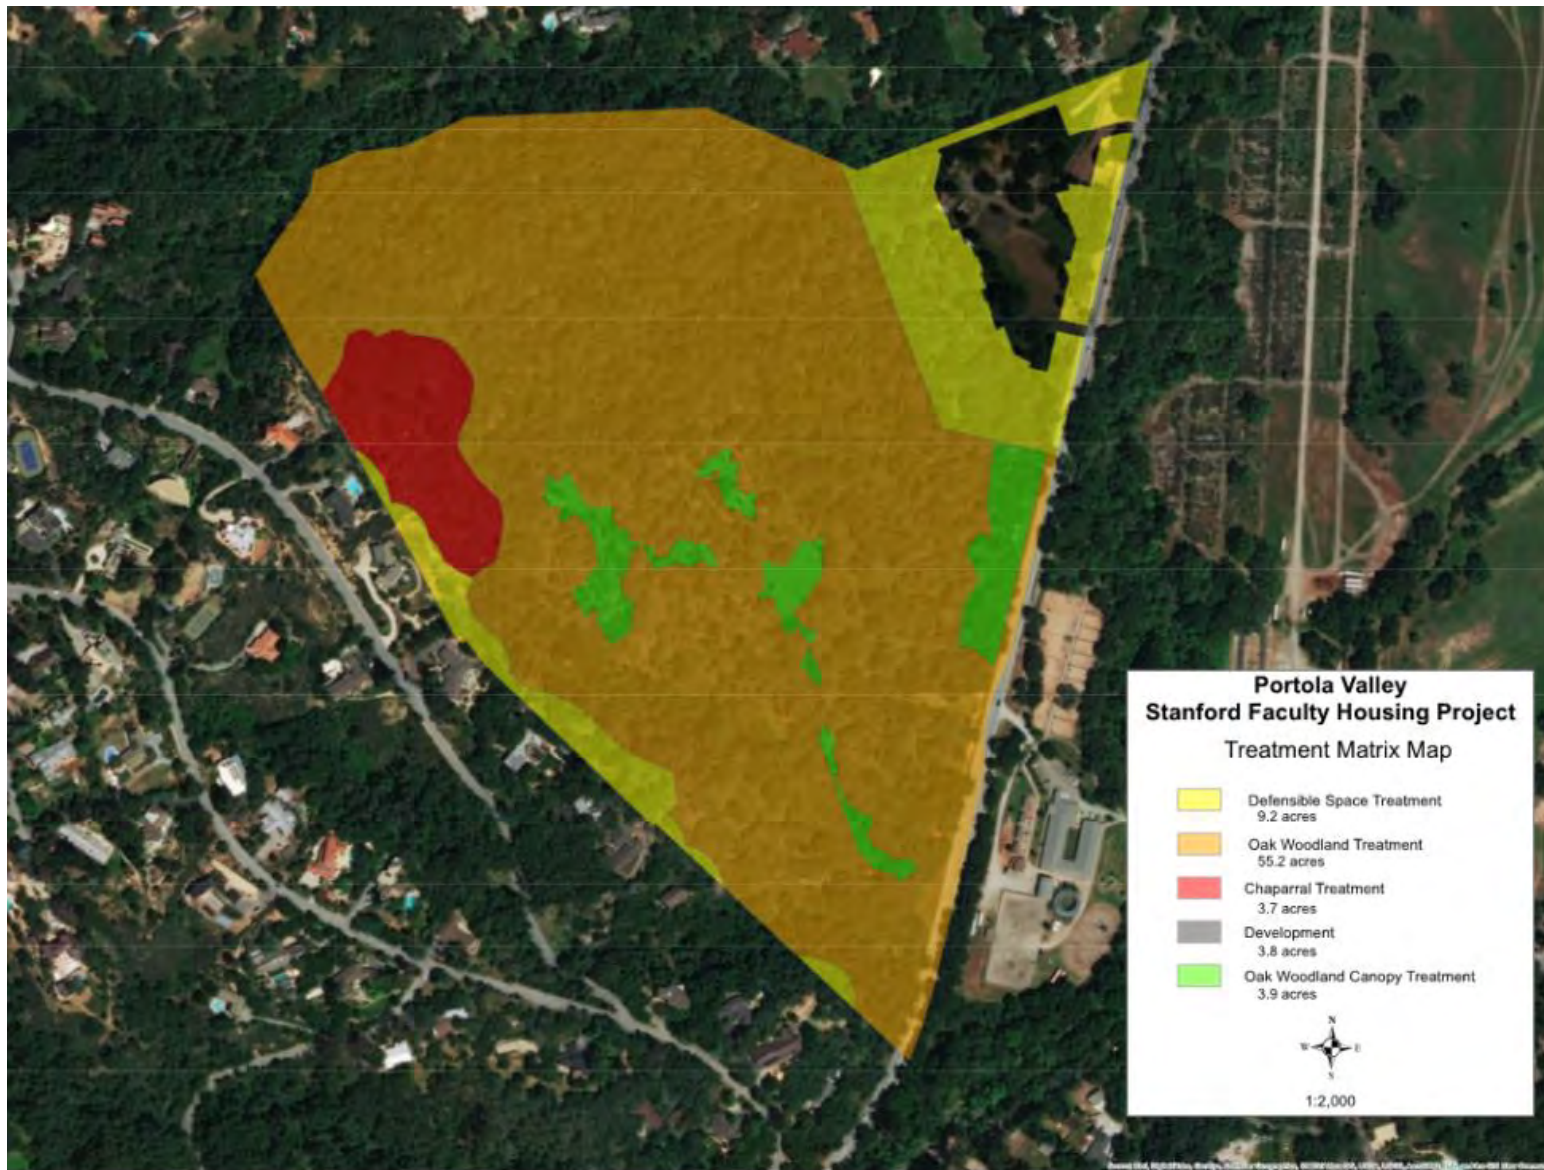 Portola Valley
Stanford Faculty Housing Project
Treatment Matrix Map
Defensible Space Treatment
9.2 acres
Oak Woodland Treatment
55.2 acres
Chaparral Treatment
3.7 acres
Development
3.8 acres
Oak Woodland Canopy Treatment
3.9 acres
N
W E
S
1:2,000